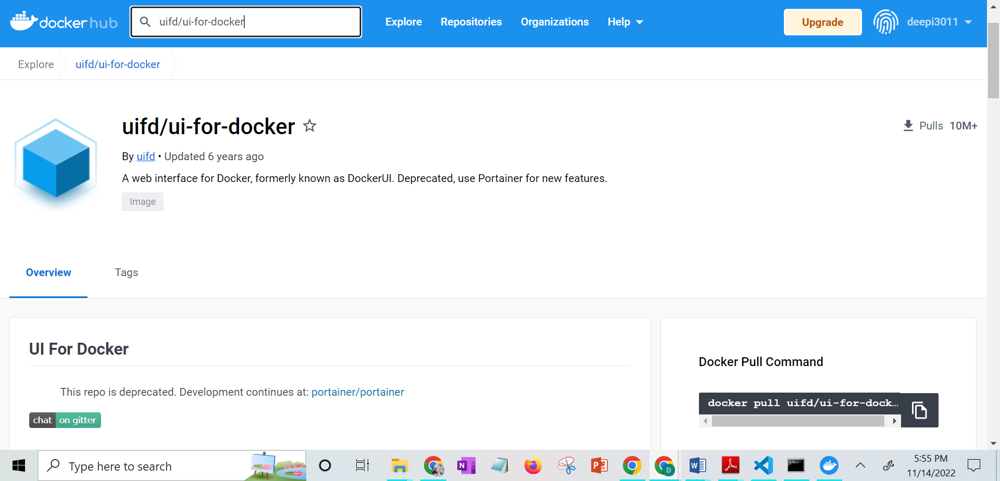 docker hub
uifd/ui-for-docker
Explore
Repositories
Organizations
Help
Upgrade
deepi3011
Explore
uifd/ui-for-docker
uifd/ui-for-docker
Pulls 10M+
By uifd • Updated 6 years ago
A web interface for Docker, formerly known as DockerUI. Deprecated, use Portainer for new features.
Image
Overview
Tags
UI For Docker
This repo is deprecated. Development continues at: portainer/portainer
chat on gitter
Docker Pull Command
docker pull uifd/ui-for-dock...
Type here to search
5:55 PM
11/14/2022